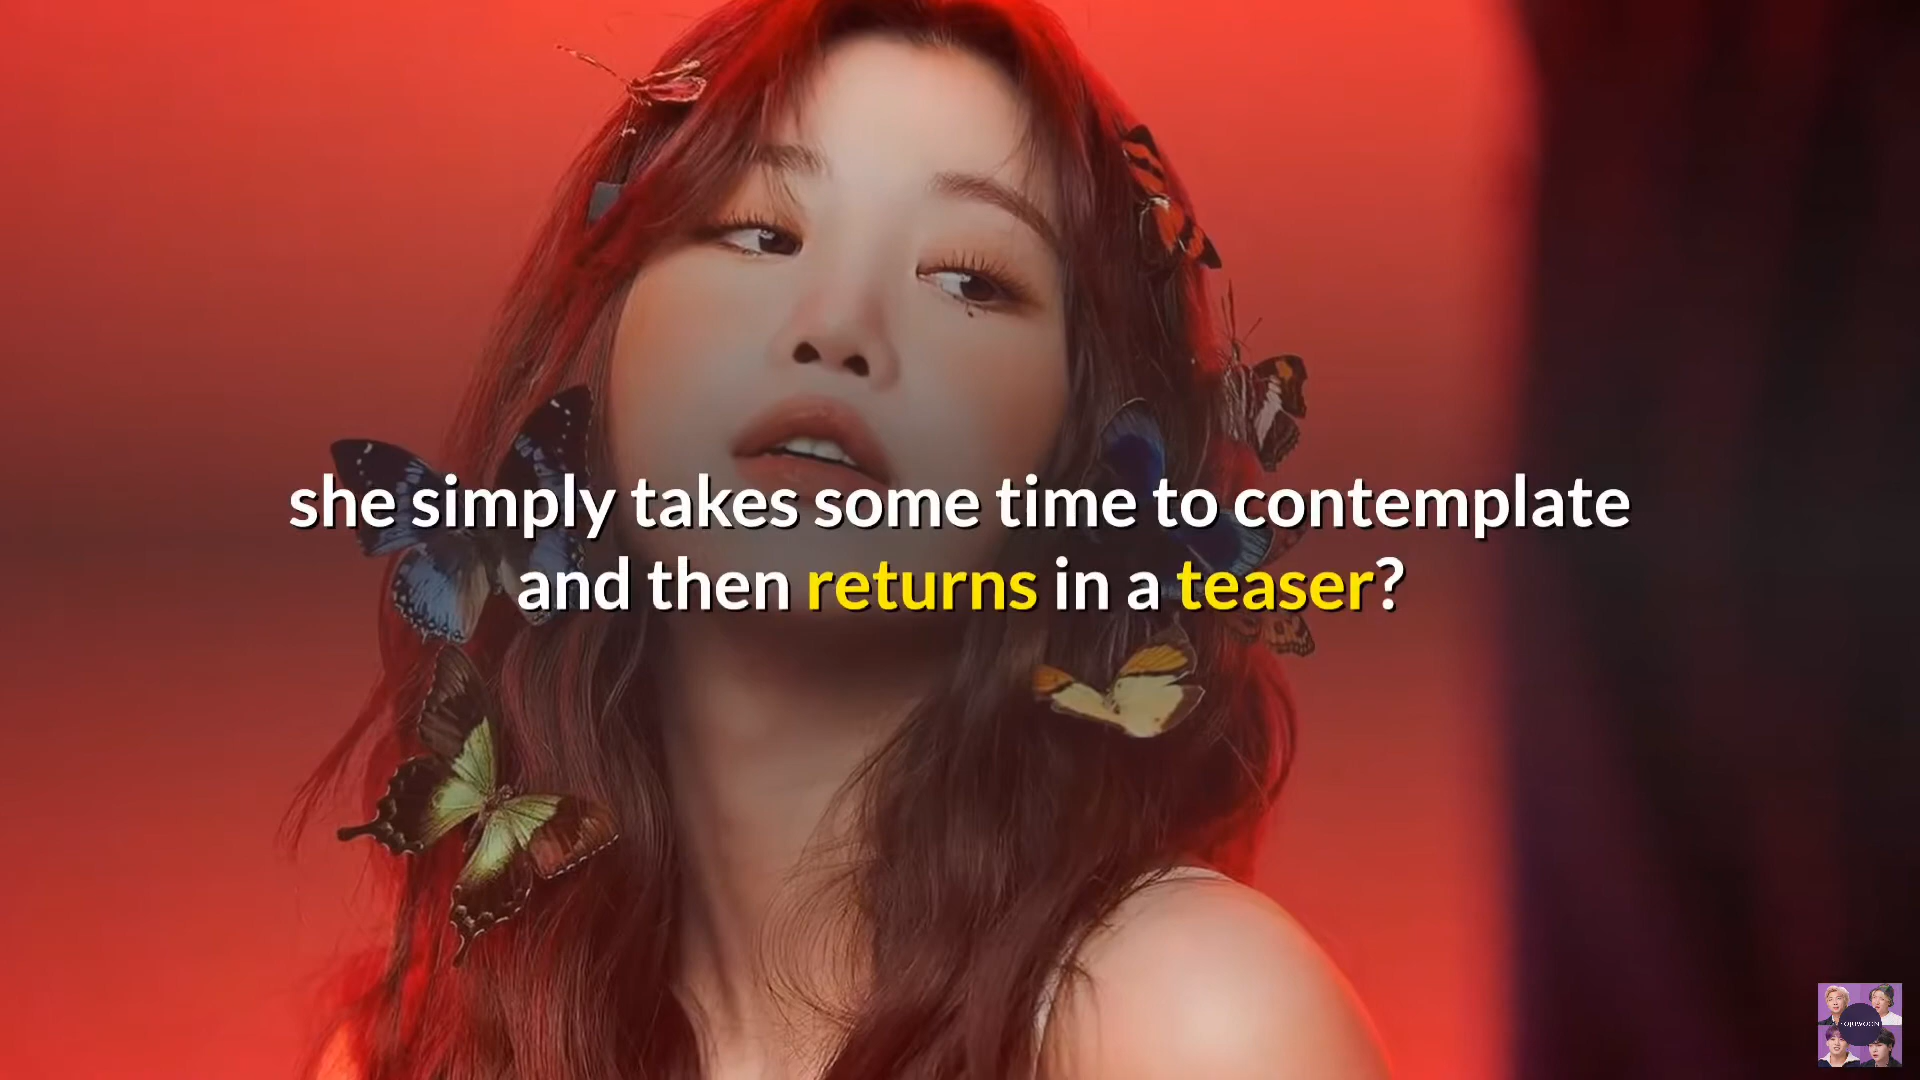 she simply takes some time to contemplate
and then returns in a teaser?